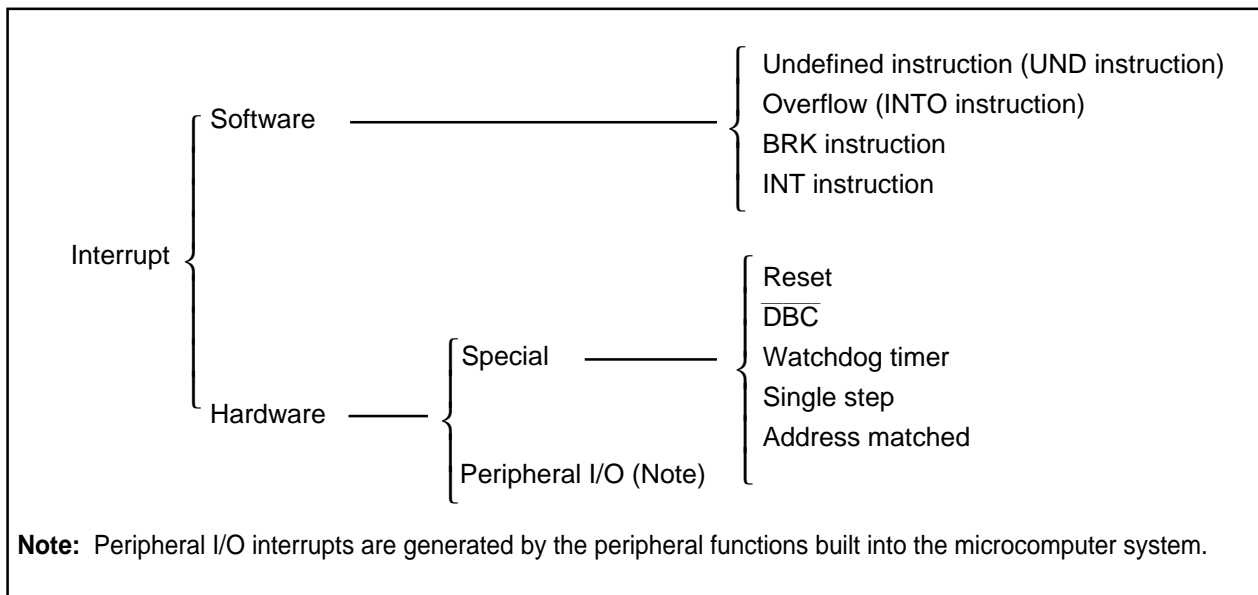 Interrupt
Software
Undefined instruction (UND instruction)
Overflow (INTO instruction)
BRK instruction
INT instruction
Hardware
Special
Reset
D̅B̅C̅
Watchdog timer
Single step
Address matched
Peripheral I/O (Note)
Note: Peripheral I/O interrupts are generated by the peripheral functions built into the microcomputer system.